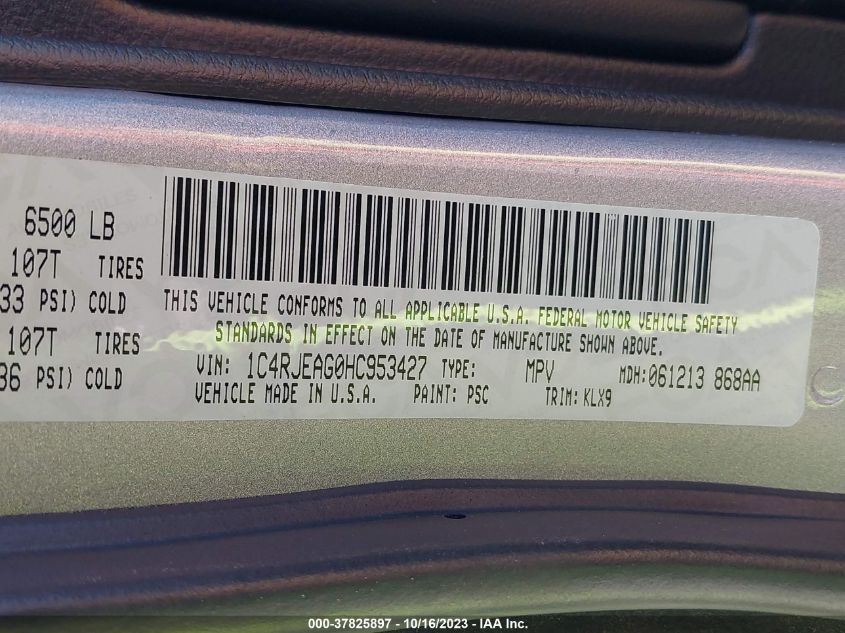 6500 LB
107T TIRES
33 PSI) COLD
107T TIRES
36 PSI) COLD
THIS VEHICLE CONFORMS TO ALL APPLICABLE U.S.A. FEDERAL MOTOR VEHICLE SAFETY
STANDARDS IN EFFECT ON THE DATE OF MANUFACTURE SHOWN ABOVE.
VIN: 1C4RJEAG0HC953427 TYPE: MPV MDH:061213 868AA
VEHICLE MADE IN U.S.A. PAINT: PSC TRIM: KLX9
000-37825897 - 10/16/2023 - IAA Inc.